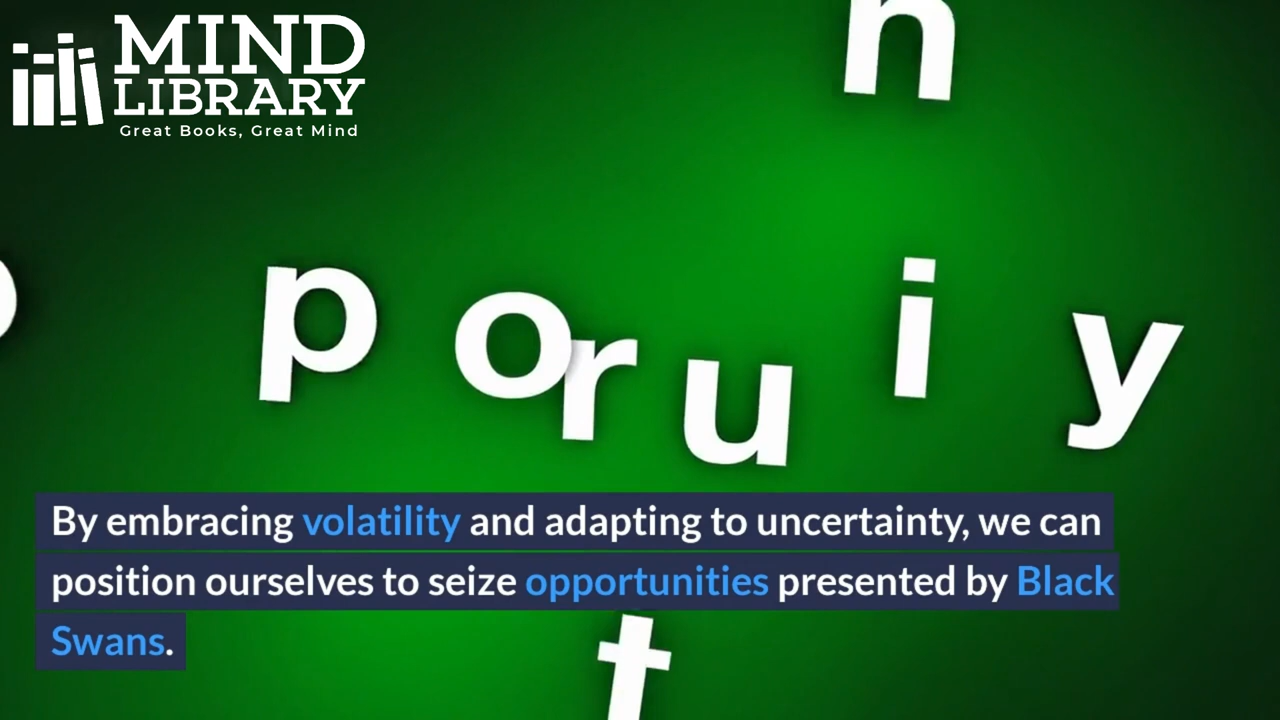 MIND
LIBRARY
Great Books, Great Mind
n
p o r u i y
By embracing volatility and adapting to uncertainty, we can
position ourselves to seize opportunities presented by Black
Swans.
t